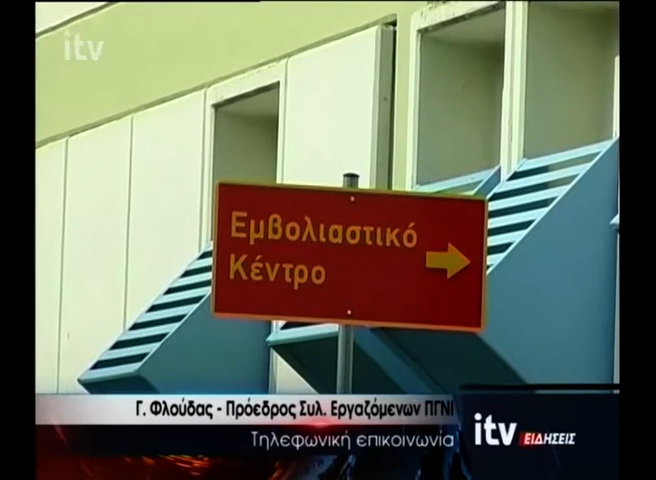 itv
Εμβολιαστικό
Κέντρο
Γ. Φλούδας - Πρόεδρος Συλ. Εργαζόμενων ΠΓΝΙ
Τηλεφωνική επικοινωνία
itv ΕΙΔΗΣΕΙΣ